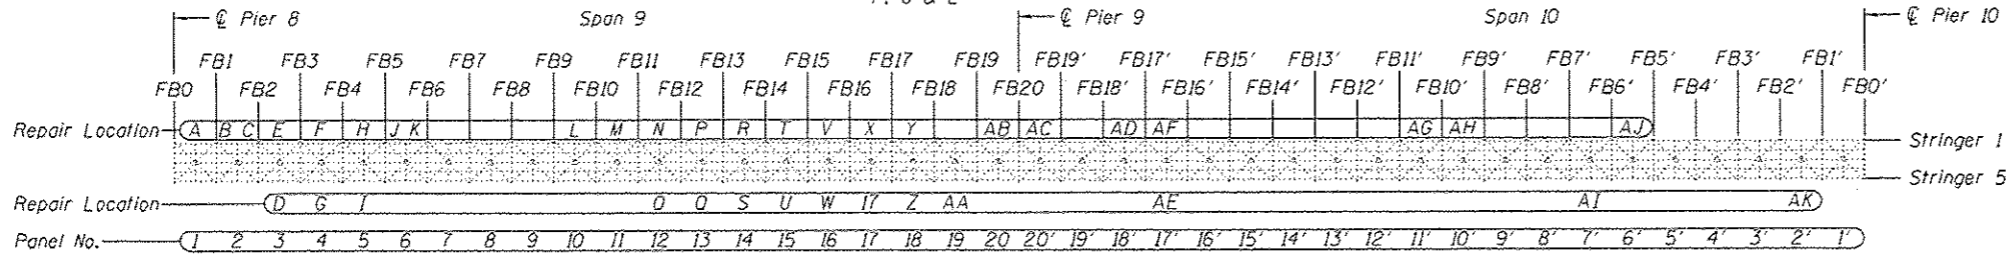 ℄ Pier 8 Span 9 ℄ Pier 9 Span 10 ℄ Pier 10
FB1 FB3 FB5 FB7 FB9 FB11 FB13 FB15 FB17 FB19 FB19' FB17' FB15' FB13' FB11' FB9' FB7' FB5' FB3' FB1'
FB0 FB2 FB4 FB6 FB8 FB10 FB12 FB14 FB16 FB18 FB20 FB18' FB16' FB14' FB12' FB10' FB8' FB6' FB4' FB2' FB0'
Repair Location A B C E F H J K L M N P R T V X Y AB AC AD AF AG AH AJ
Stringer 1
Stringer 5
Repair Location D G I O Q S U W 17 Z AA AE AI AK
Panel No. 1 2 3 4 5 6 7 8 9 10 11 12 13 14 15 16 17 18 19 20 20' 19' 18' 17' 16' 15' 14' 13' 12' 11' 10' 9' 8' 7' 6' 5' 4' 3' 2' 1'